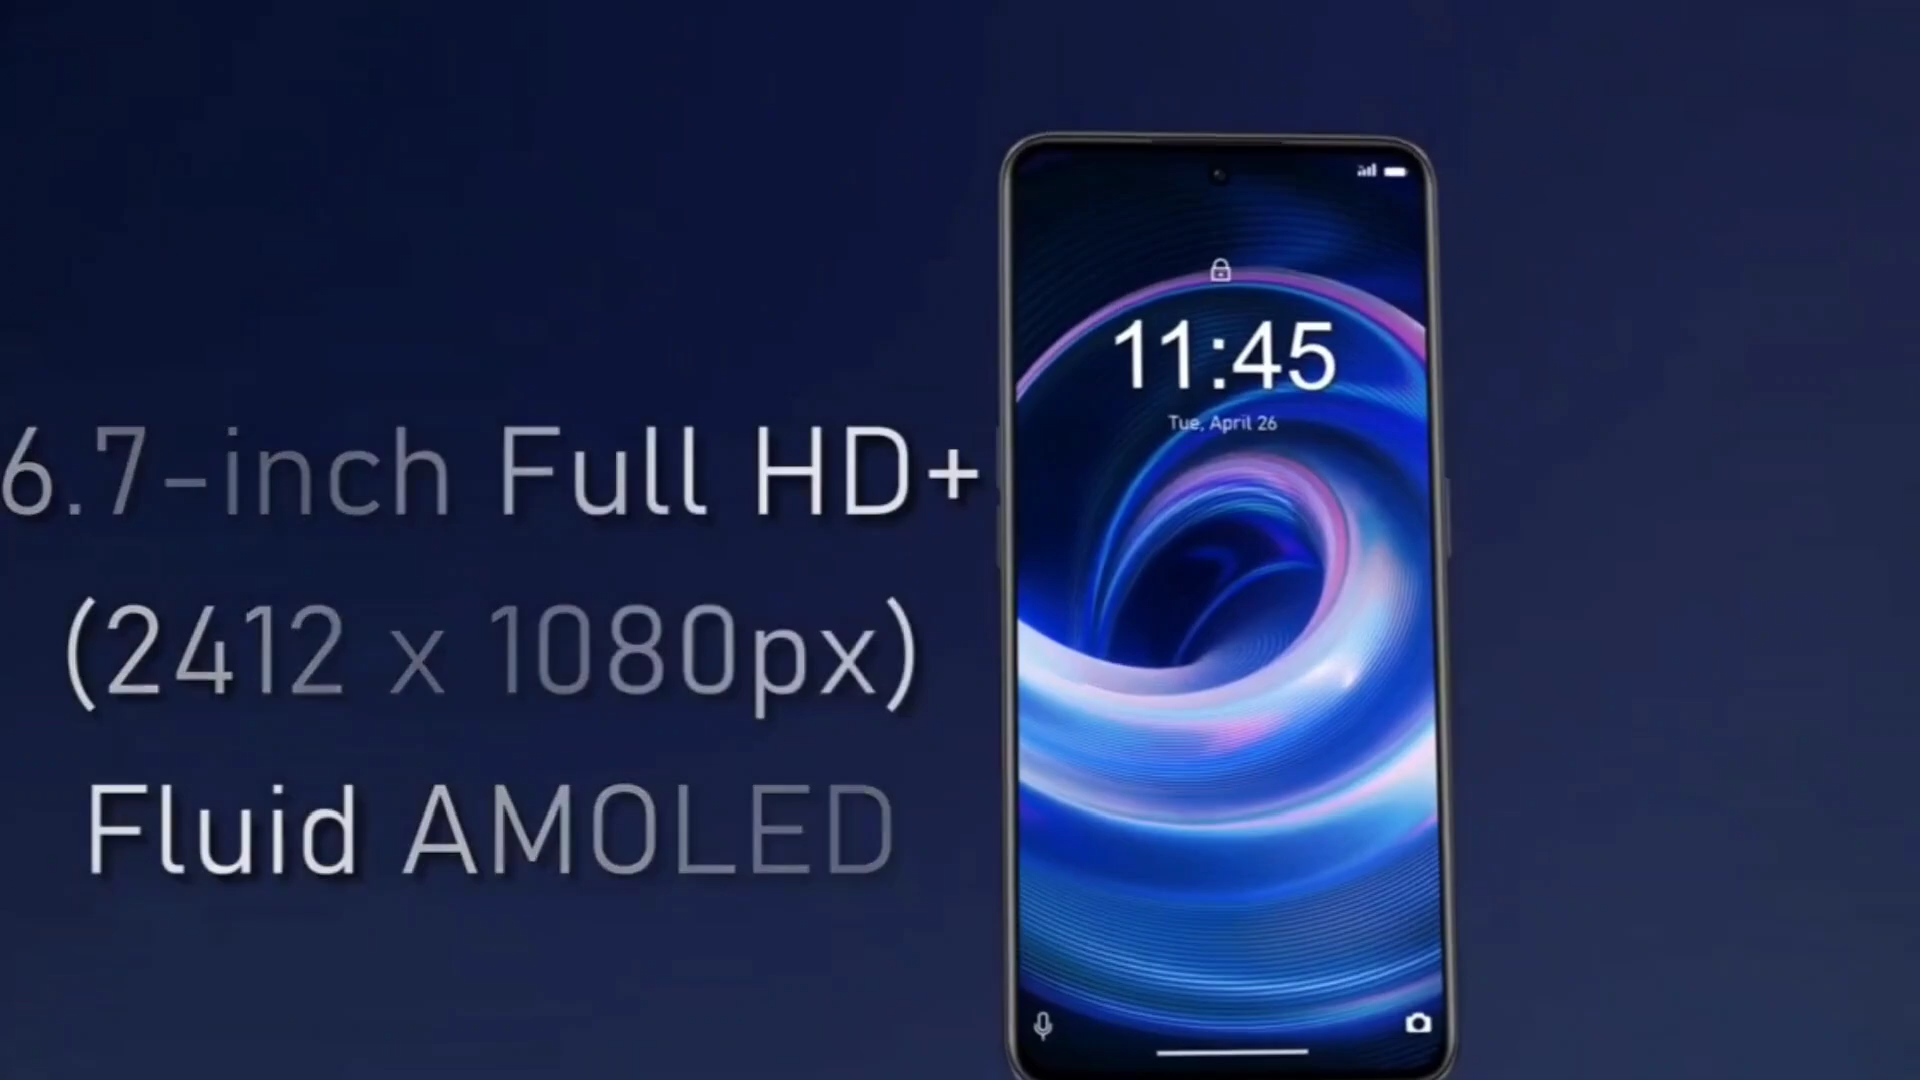 6.7-inch Full HD+
(2412 x 1080px)
Fluid AMOLED
11:45
Tue, April 26